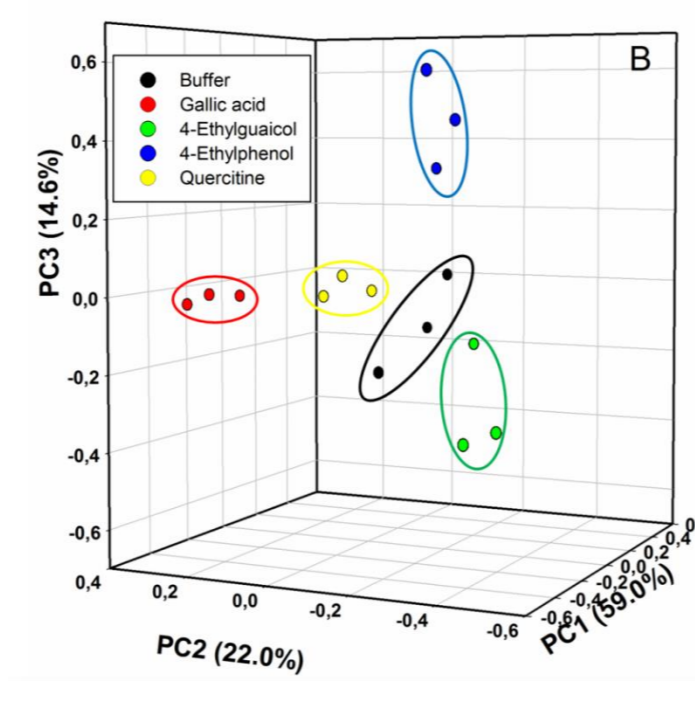 B
Buffer
Gallic acid
4-Ethylguaicol
4-Ethylphenol
Quercitine
PC3 (14.6%)
0,6
0,4
0,2
0,0
-0,2
-0,4
-0,6
0,4
0,2
0,0
-0,2
-0,4
-0,6
PC2 (22.0%)
-0,6
-0,4
-0,2
0,0
0,2
0,4
0
PC1 (59.0%)